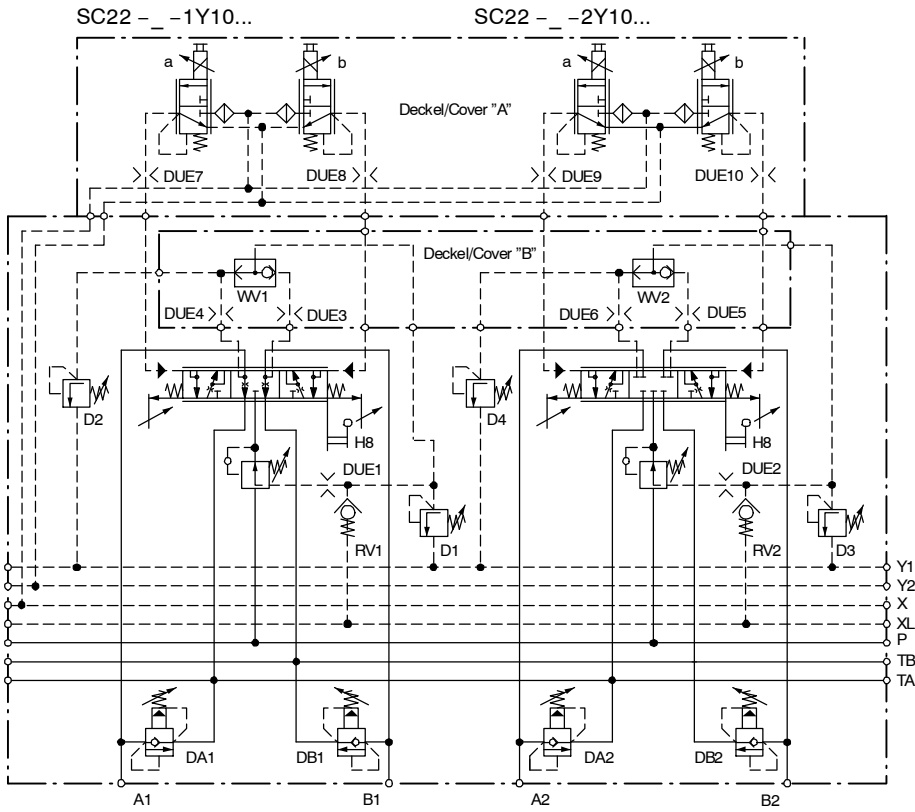 SC22 –_ –1Y10...
SC22 –_ –2Y10...
a
b
a
b
Deckel/Cover "A"
DUE7
DUE8
DUE9
DUE10
Deckel/Cover "B"
WV1
WV2
DUE4
DUE3
DUE6
DUE5
D2
D4
H8
H8
DUE1
DUE2
RV1
D1
RV2
D3
Y1
Y2
X
XL
P
TB
TA
DA1
DB1
DA2
DB2
A1
B1
A2
B2